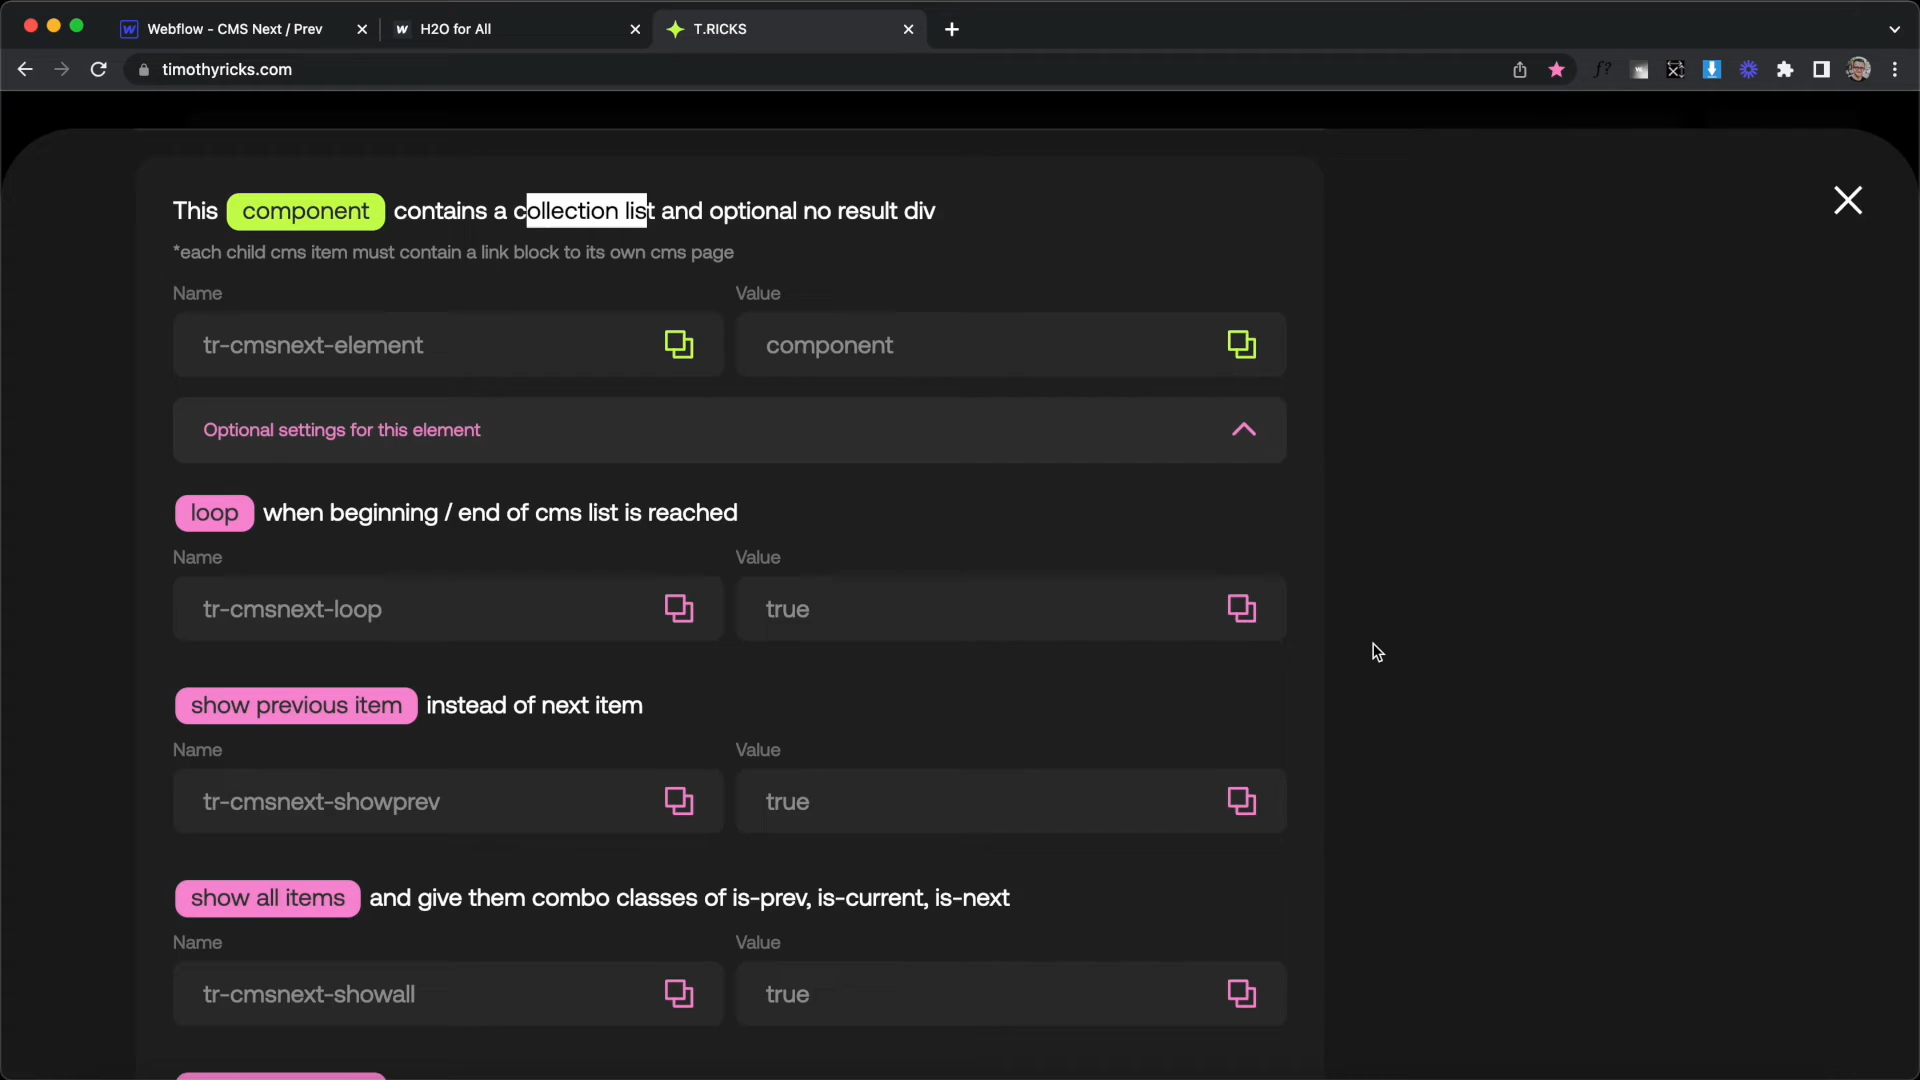 Webflow - CMS Next / Prev
H2O for All
T.RICKS
timothyricks.com
This component contains a collection list and optional no result div
*each child cms item must contain a link block to its own cms page
Name Value
tr-cmsnext-element component
Optional settings for this element
loop when beginning / end of cms list is reached
Name Value
tr-cmsnext-loop true
show previous item instead of next item
Name Value
tr-cmsnext-showprev true
show all items and give them combo classes of is-prev, is-current, is-next
Name Value
tr-cmsnext-showall true